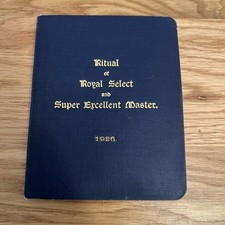 Ritual
of
Royal Select
and
Super Excellent Master.
1926.